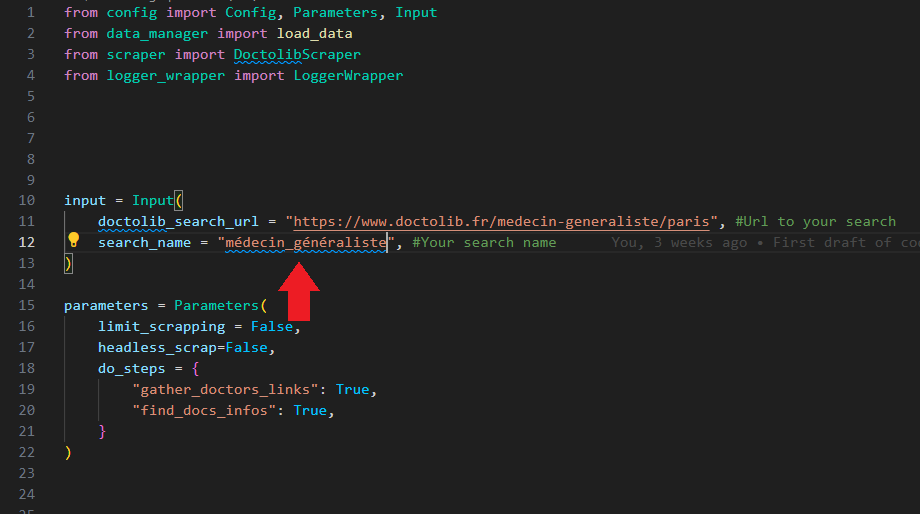 1 from config import Config, Parameters, Input
2 from data_manager import load_data
3 from scraper import DoctolibScraper
4 from logger_wrapper import LoggerWrapper
5
6
7
8
9
10 input = Input(
11 doctolib_search_url = "https://www.doctolib.fr/medecin-generaliste/paris", #Url to your search
12 search_name = "médecin_généraliste", #Your search name You, 3 weeks ago • First draft of co
13 )
14
15 parameters = Parameters(
16 limit_scrapping = False,
17 headless_scrap=False,
18 do_steps = {
19 "gather_doctors_links": True,
20 "find_docs_infos": True,
21 }
22 )
23
24